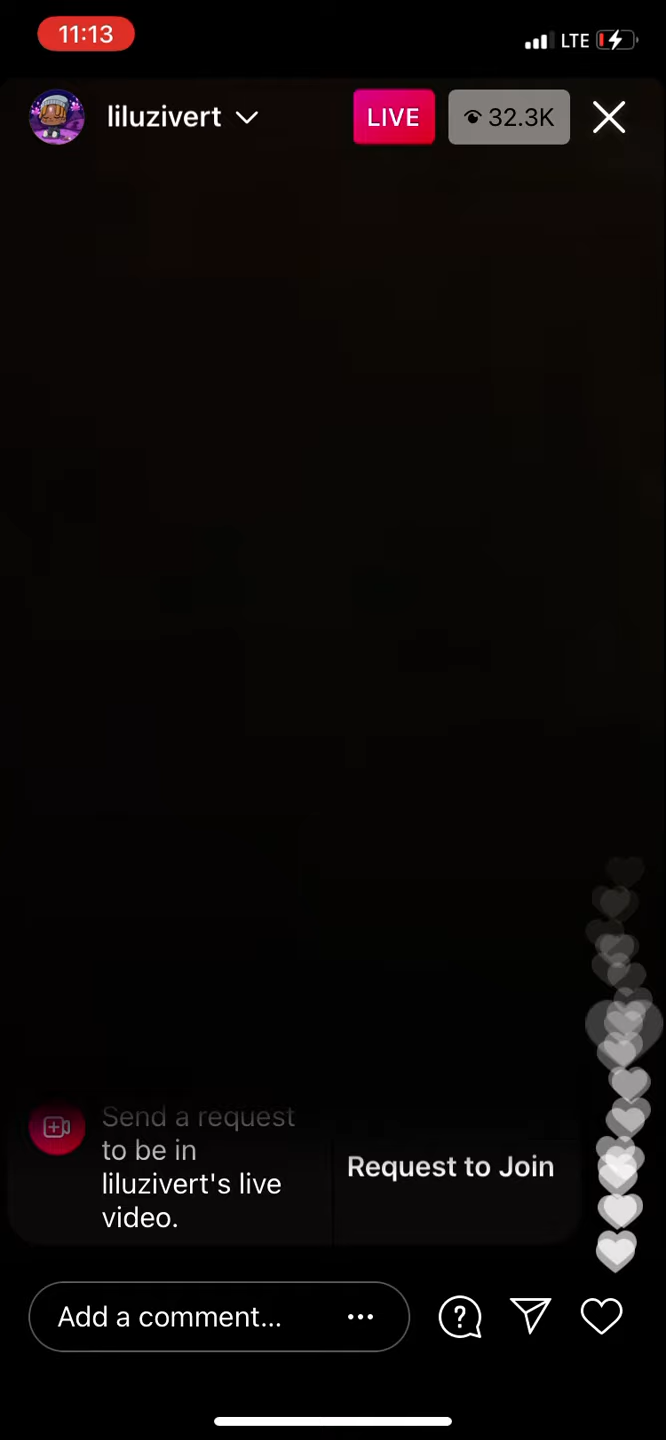 11:13
LTE
liluzivert
LIVE
32.3K
Send a request
to be in
liluzivert's live
video.
Request to Join
Add a comment...